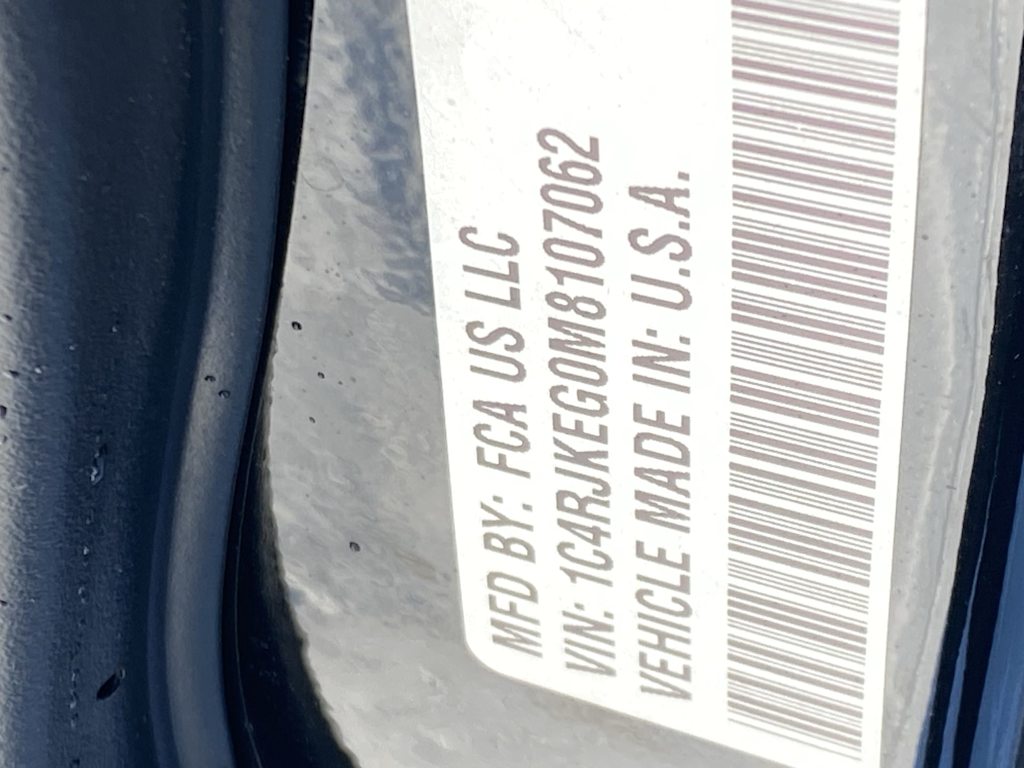 MFD BY: FCA US LLC
VIN: 1C4RJKEG0M8107062
VEHICLE MADE IN: U.S.A.